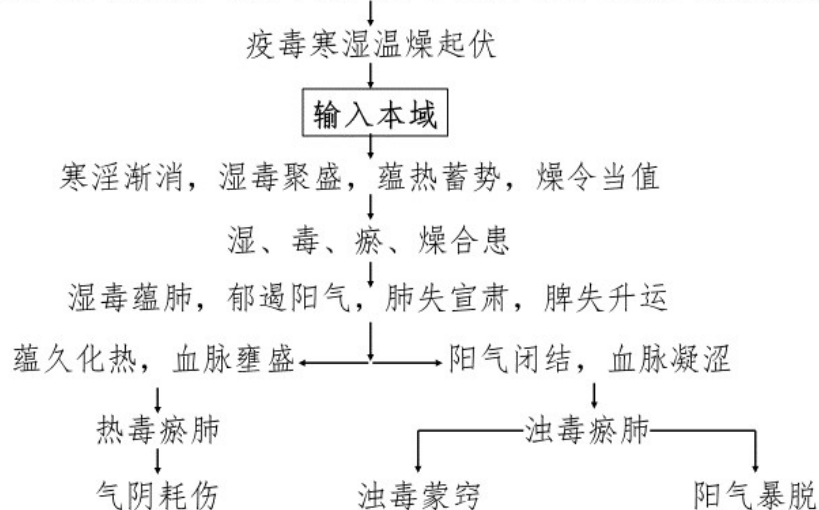 疫毒寒湿温燥起伏
输入本域
寒淫渐消，湿毒聚盛，蕴热蓄势，燥令当值
湿、毒、瘀、燥合患
湿毒蕴肺，郁遏阳气，肺失宣肃，脾失升运
蕴久化热，血脉壅盛
阳气闭结，血脉凝涩
热毒瘀肺
浊毒瘀肺
气阴耗伤
浊毒蒙窍
阳气暴脱